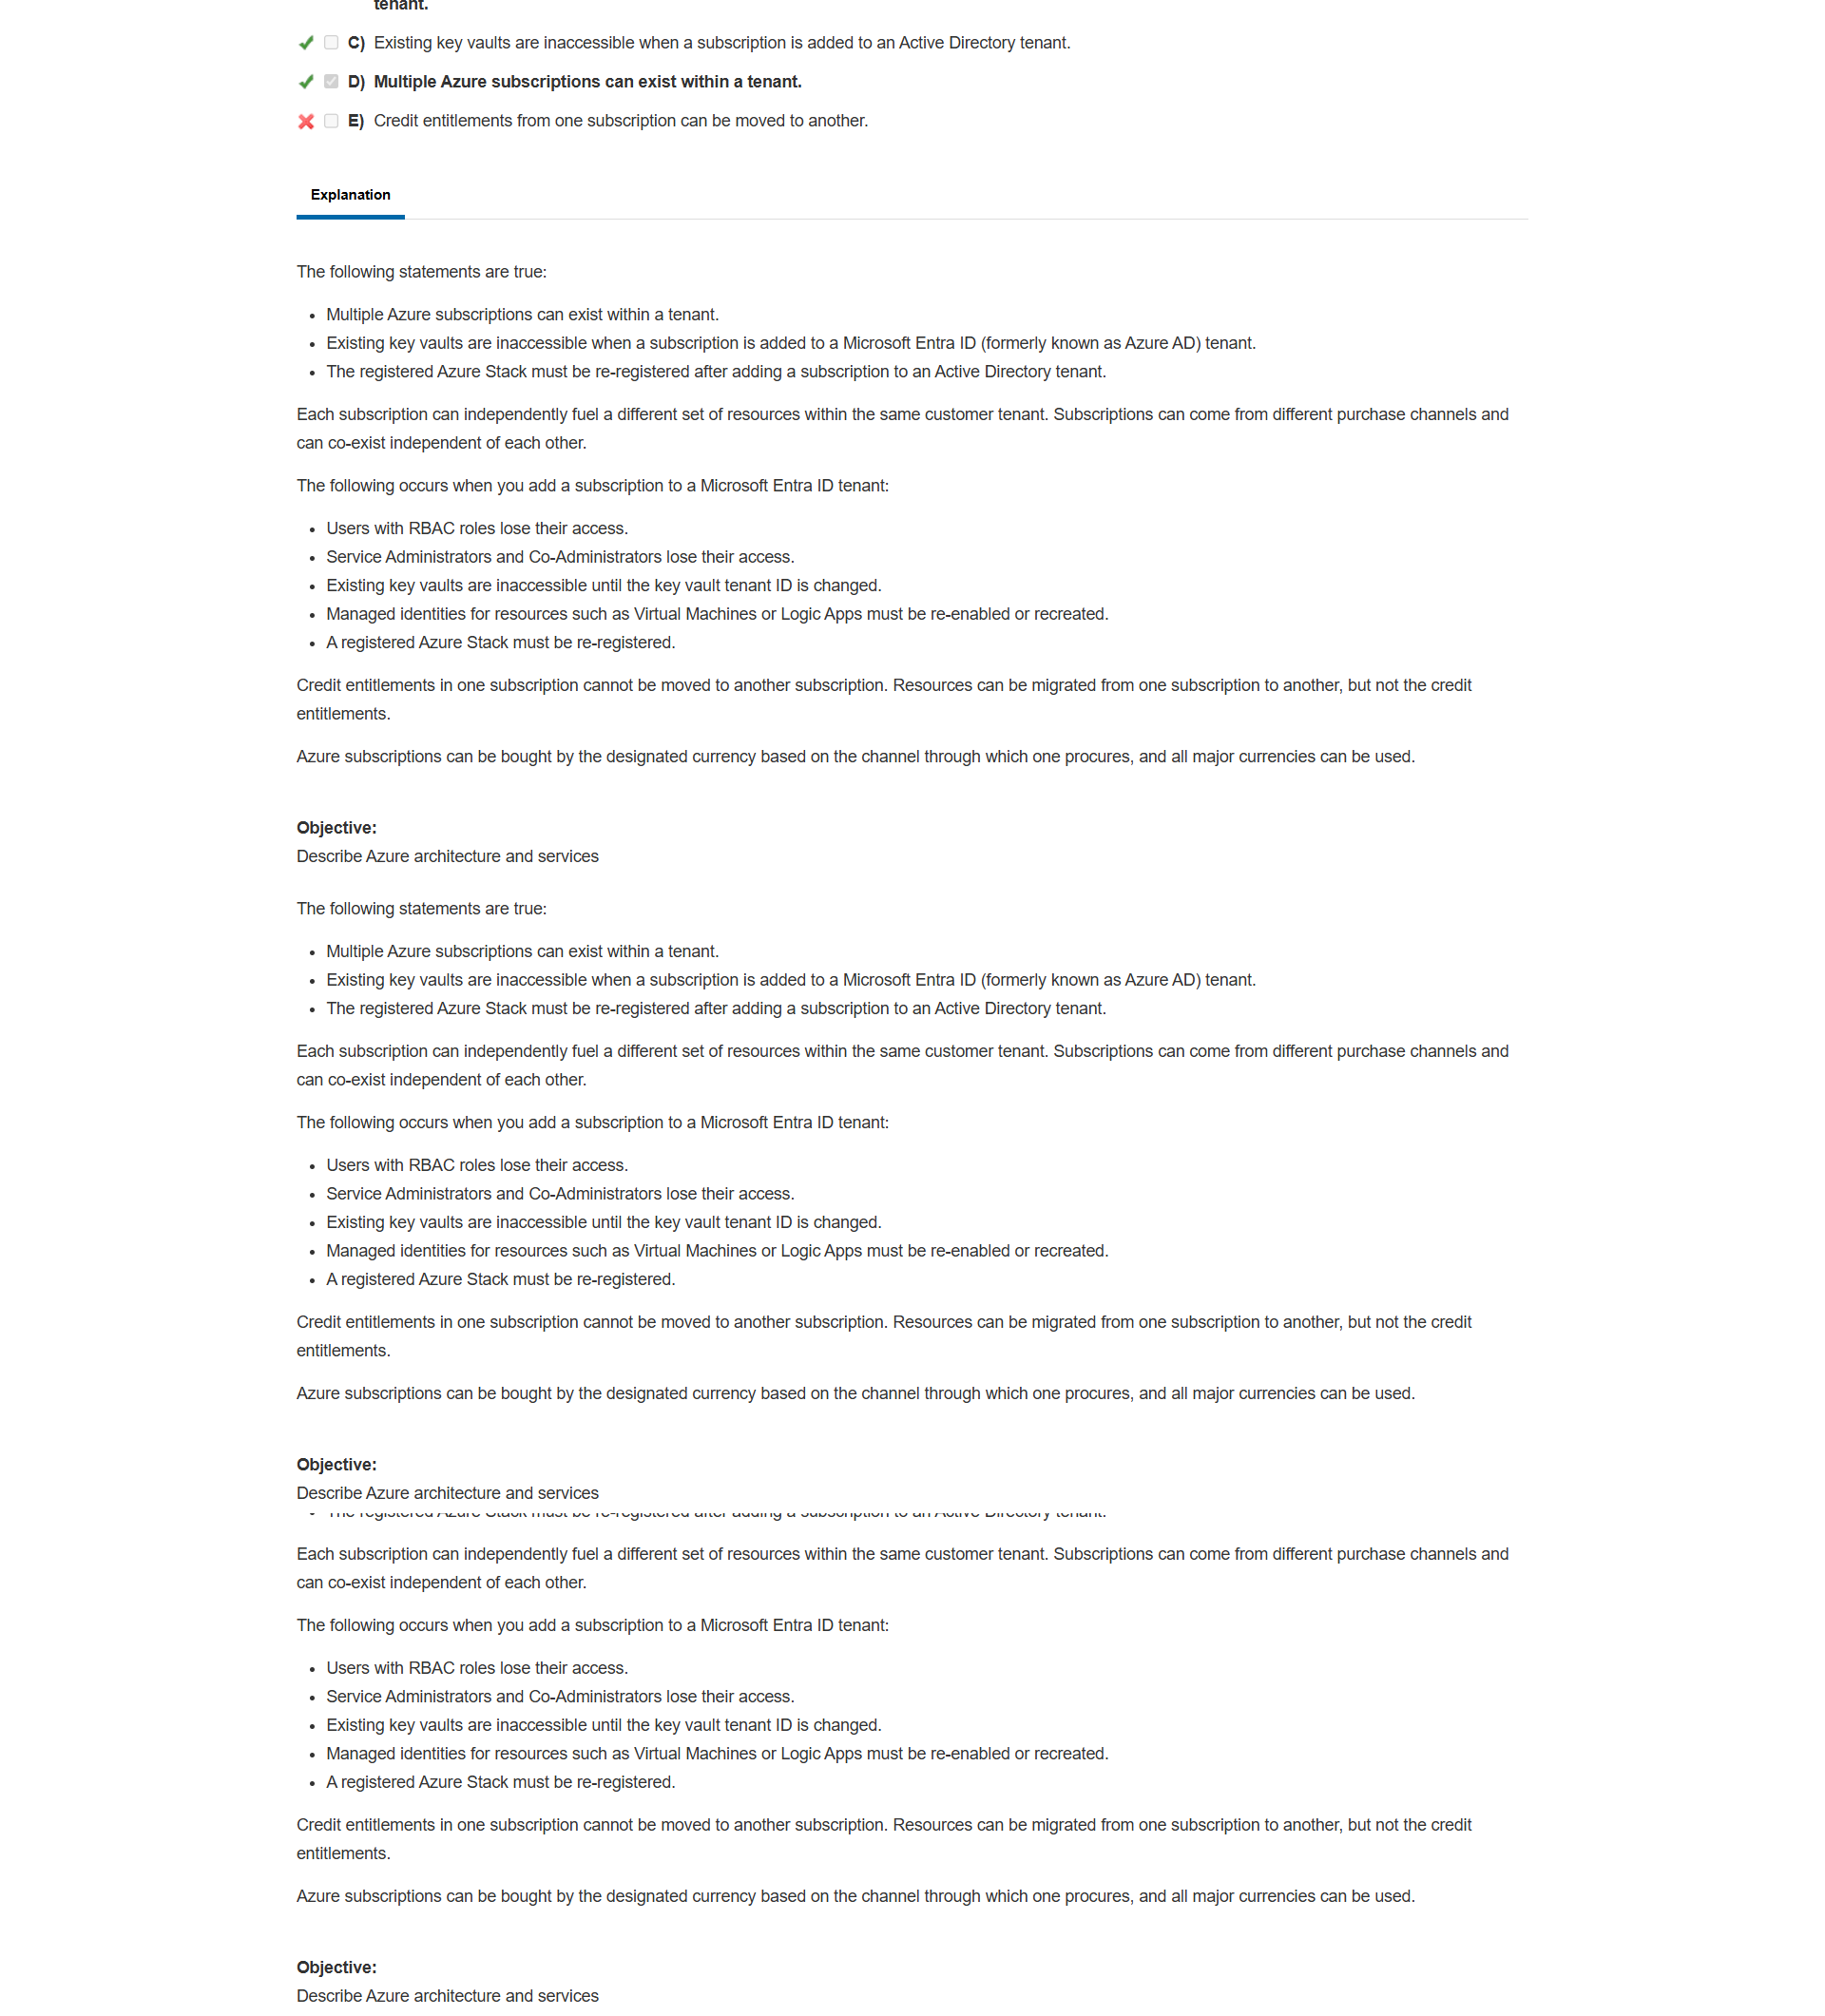 tenant.
C) Existing key vaults are inaccessible when a subscription is added to an Active Directory tenant.
D) Multiple Azure subscriptions can exist within a tenant.
E) Credit entitlements from one subscription can be moved to another.
Explanation
The following statements are true:
• Multiple Azure subscriptions can exist within a tenant.
• Existing key vaults are inaccessible when a subscription is added to a Microsoft Entra ID (formerly known as Azure AD) tenant.
• The registered Azure Stack must be re-registered after adding a subscription to an Active Directory tenant.
Each subscription can independently fuel a different set of resources within the same customer tenant. Subscriptions can come from different purchase channels and
can co-exist independent of each other.
The following occurs when you add a subscription to a Microsoft Entra ID tenant:
• Users with RBAC roles lose their access.
• Service Administrators and Co-Administrators lose their access.
• Existing key vaults are inaccessible until the key vault tenant ID is changed.
• Managed identities for resources such as Virtual Machines or Logic Apps must be re-enabled or recreated.
• A registered Azure Stack must be re-registered.
Credit entitlements in one subscription cannot be moved to another subscription. Resources can be migrated from one subscription to another, but not the credit
entitlements.
Azure subscriptions can be bought by the designated currency based on the channel through which one procures, and all major currencies can be used.
Objective:
Describe Azure architecture and services
The following statements are true:
• Multiple Azure subscriptions can exist within a tenant.
• Existing key vaults are inaccessible when a subscription is added to a Microsoft Entra ID (formerly known as Azure AD) tenant.
• The registered Azure Stack must be re-registered after adding a subscription to an Active Directory tenant.
Each subscription can independently fuel a different set of resources within the same customer tenant. Subscriptions can come from different purchase channels and
can co-exist independent of each other.
The following occurs when you add a subscription to a Microsoft Entra ID tenant:
• Users with RBAC roles lose their access.
• Service Administrators and Co-Administrators lose their access.
• Existing key vaults are inaccessible until the key vault tenant ID is changed.
• Managed identities for resources such as Virtual Machines or Logic Apps must be re-enabled or recreated.
• A registered Azure Stack must be re-registered.
Credit entitlements in one subscription cannot be moved to another subscription. Resources can be migrated from one subscription to another, but not the credit
entitlements.
Azure subscriptions can be bought by the designated currency based on the channel through which one procures, and all major currencies can be used.
Objective:
Describe Azure architecture and services
• The registered Azure Stack must be re-registered after adding a subscription to an Active Directory tenant.
Each subscription can independently fuel a different set of resources within the same customer tenant. Subscriptions can come from different purchase channels and
can co-exist independent of each other.
The following occurs when you add a subscription to a Microsoft Entra ID tenant:
• Users with RBAC roles lose their access.
• Service Administrators and Co-Administrators lose their access.
• Existing key vaults are inaccessible until the key vault tenant ID is changed.
• Managed identities for resources such as Virtual Machines or Logic Apps must be re-enabled or recreated.
• A registered Azure Stack must be re-registered.
Credit entitlements in one subscription cannot be moved to another subscription. Resources can be migrated from one subscription to another, but not the credit
entitlements.
Azure subscriptions can be bought by the designated currency based on the channel through which one procures, and all major currencies can be used.
Objective:
Describe Azure architecture and services